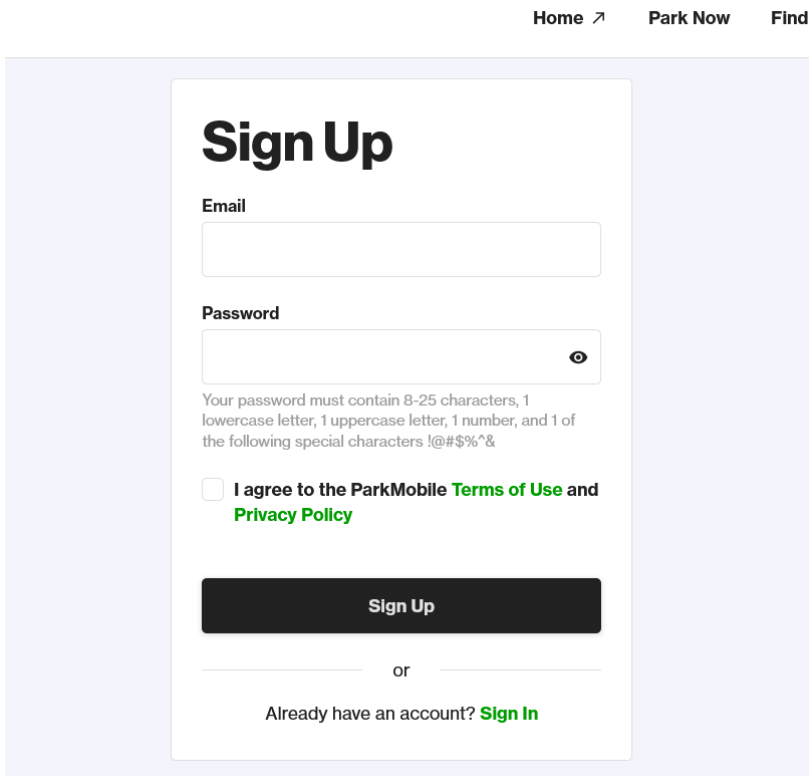 Home ↗ Park Now Find
Sign Up
Email
Password
Your password must contain 8-25 characters, 1
lowercase letter, 1 uppercase letter, 1 number, and 1 of
the following special characters !@#$%^&
I agree to the ParkMobile Terms of Use and
Privacy Policy
Sign Up
or
Already have an account? Sign In